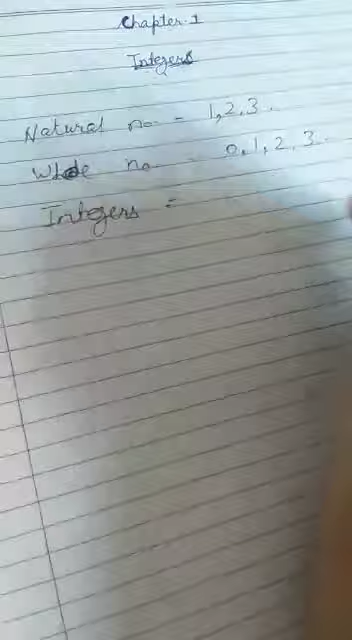 Chapter-1
Integers
Natural no = 1,2,3.
Whole no = 0,1,2,3.
Integers =